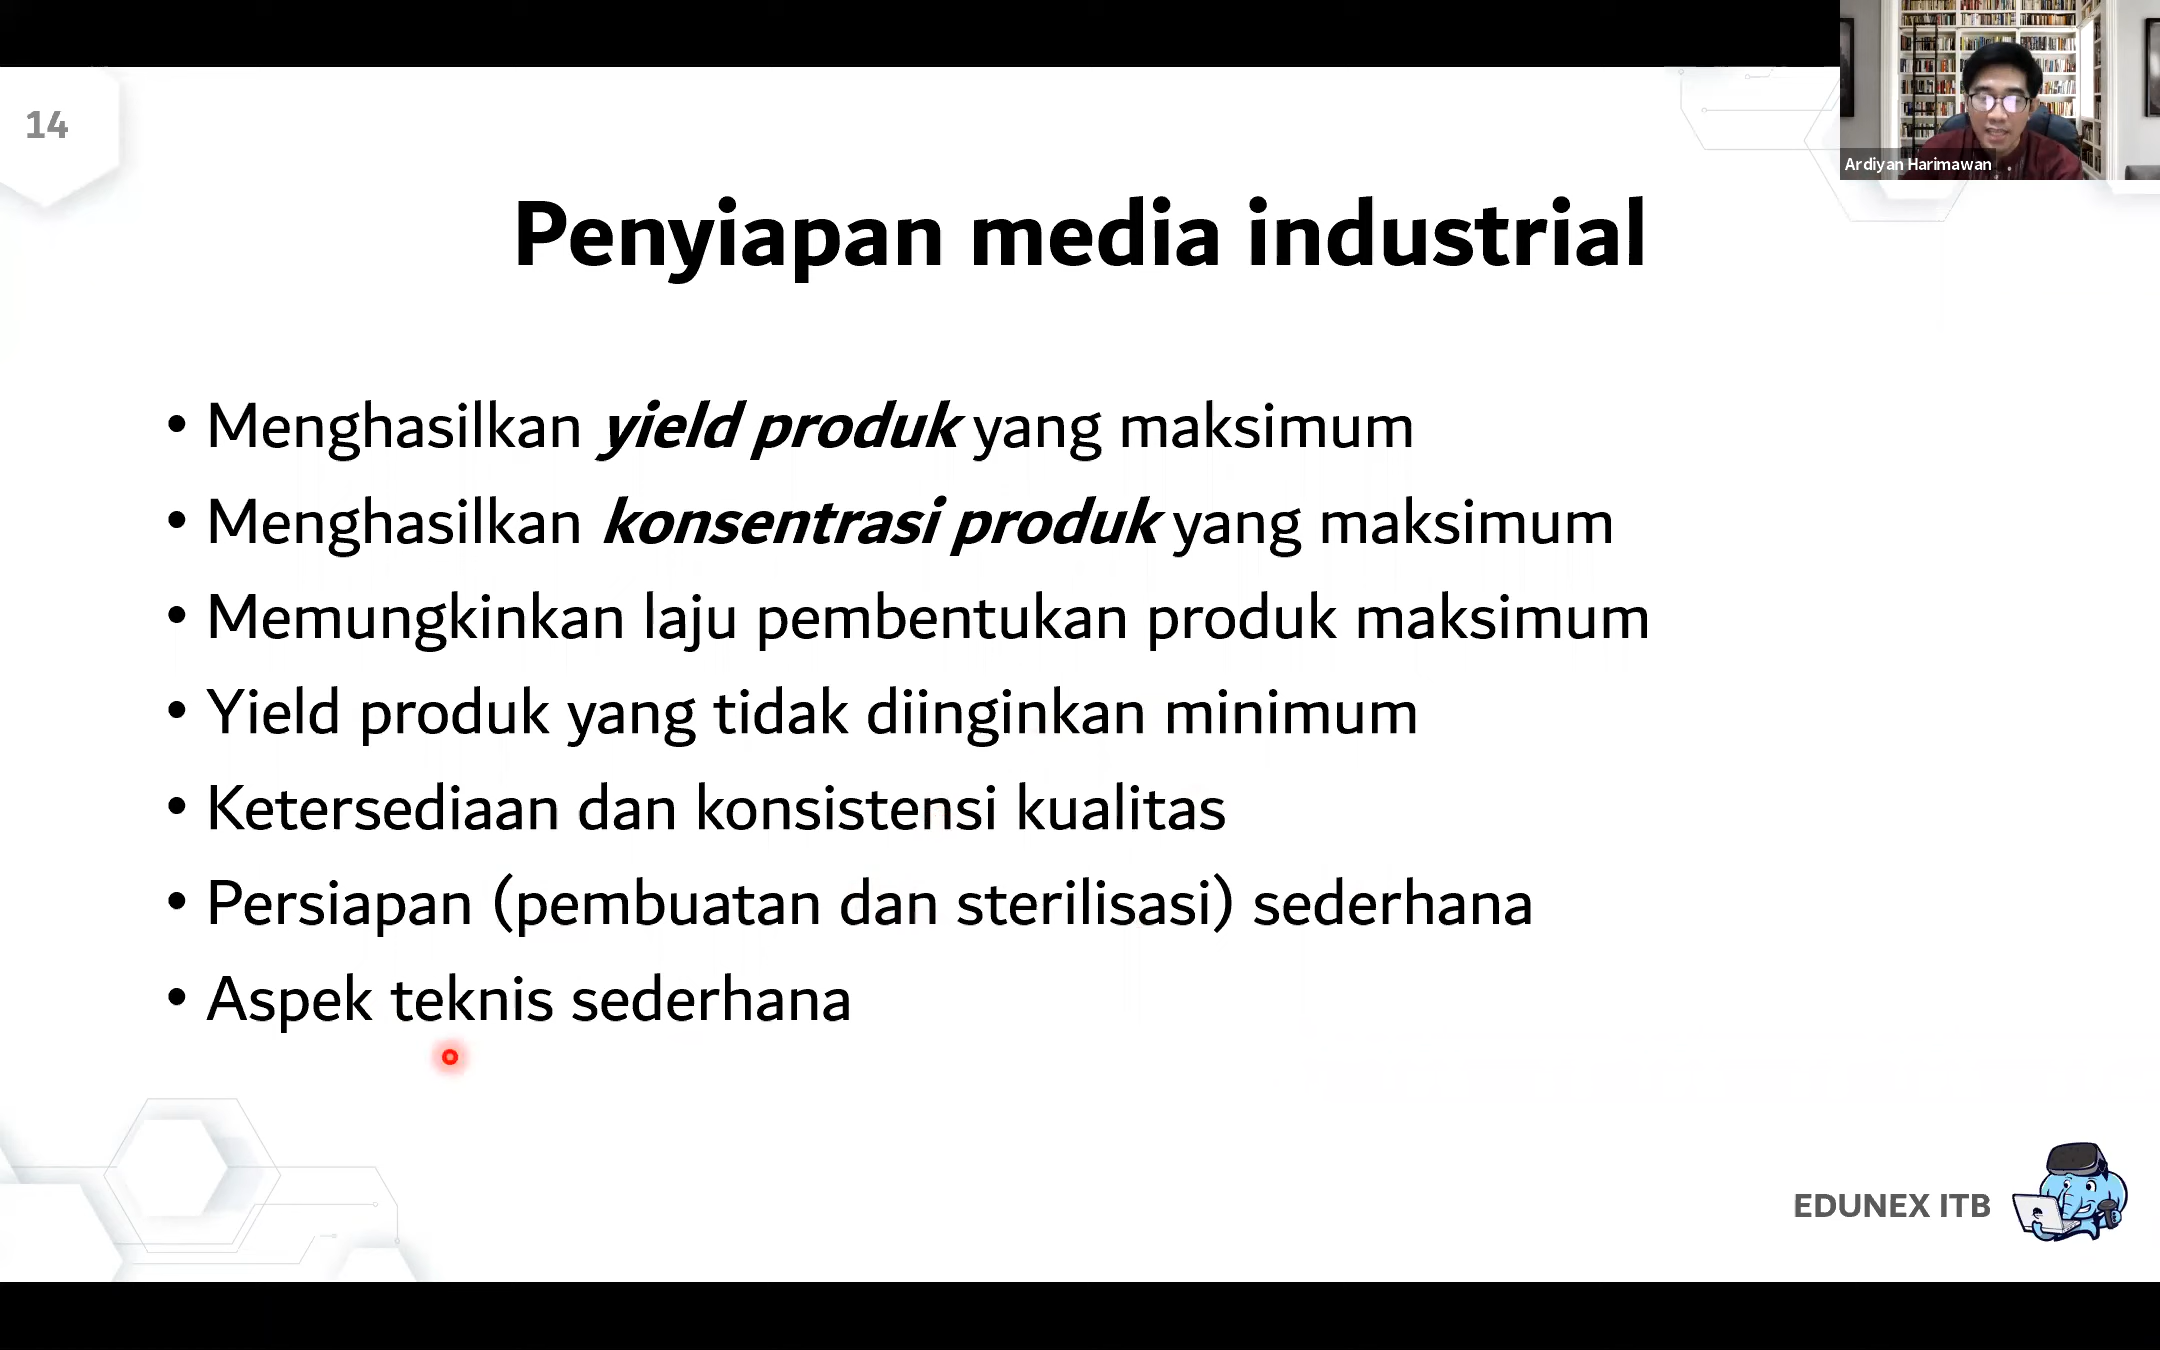 14
Ardiyan Harimawan
Penyiapan media industrial
• Menghasilkan yield produk yang maksimum
• Menghasilkan konsentrasi produk yang maksimum
• Memungkinkan laju pembentukan produk maksimum
• Yield produk yang tidak diinginkan minimum
• Ketersediaan dan konsistensi kualitas
• Persiapan (pembuatan dan sterilisasi) sederhana
• Aspek teknis sederhana
EDUNEX ITB